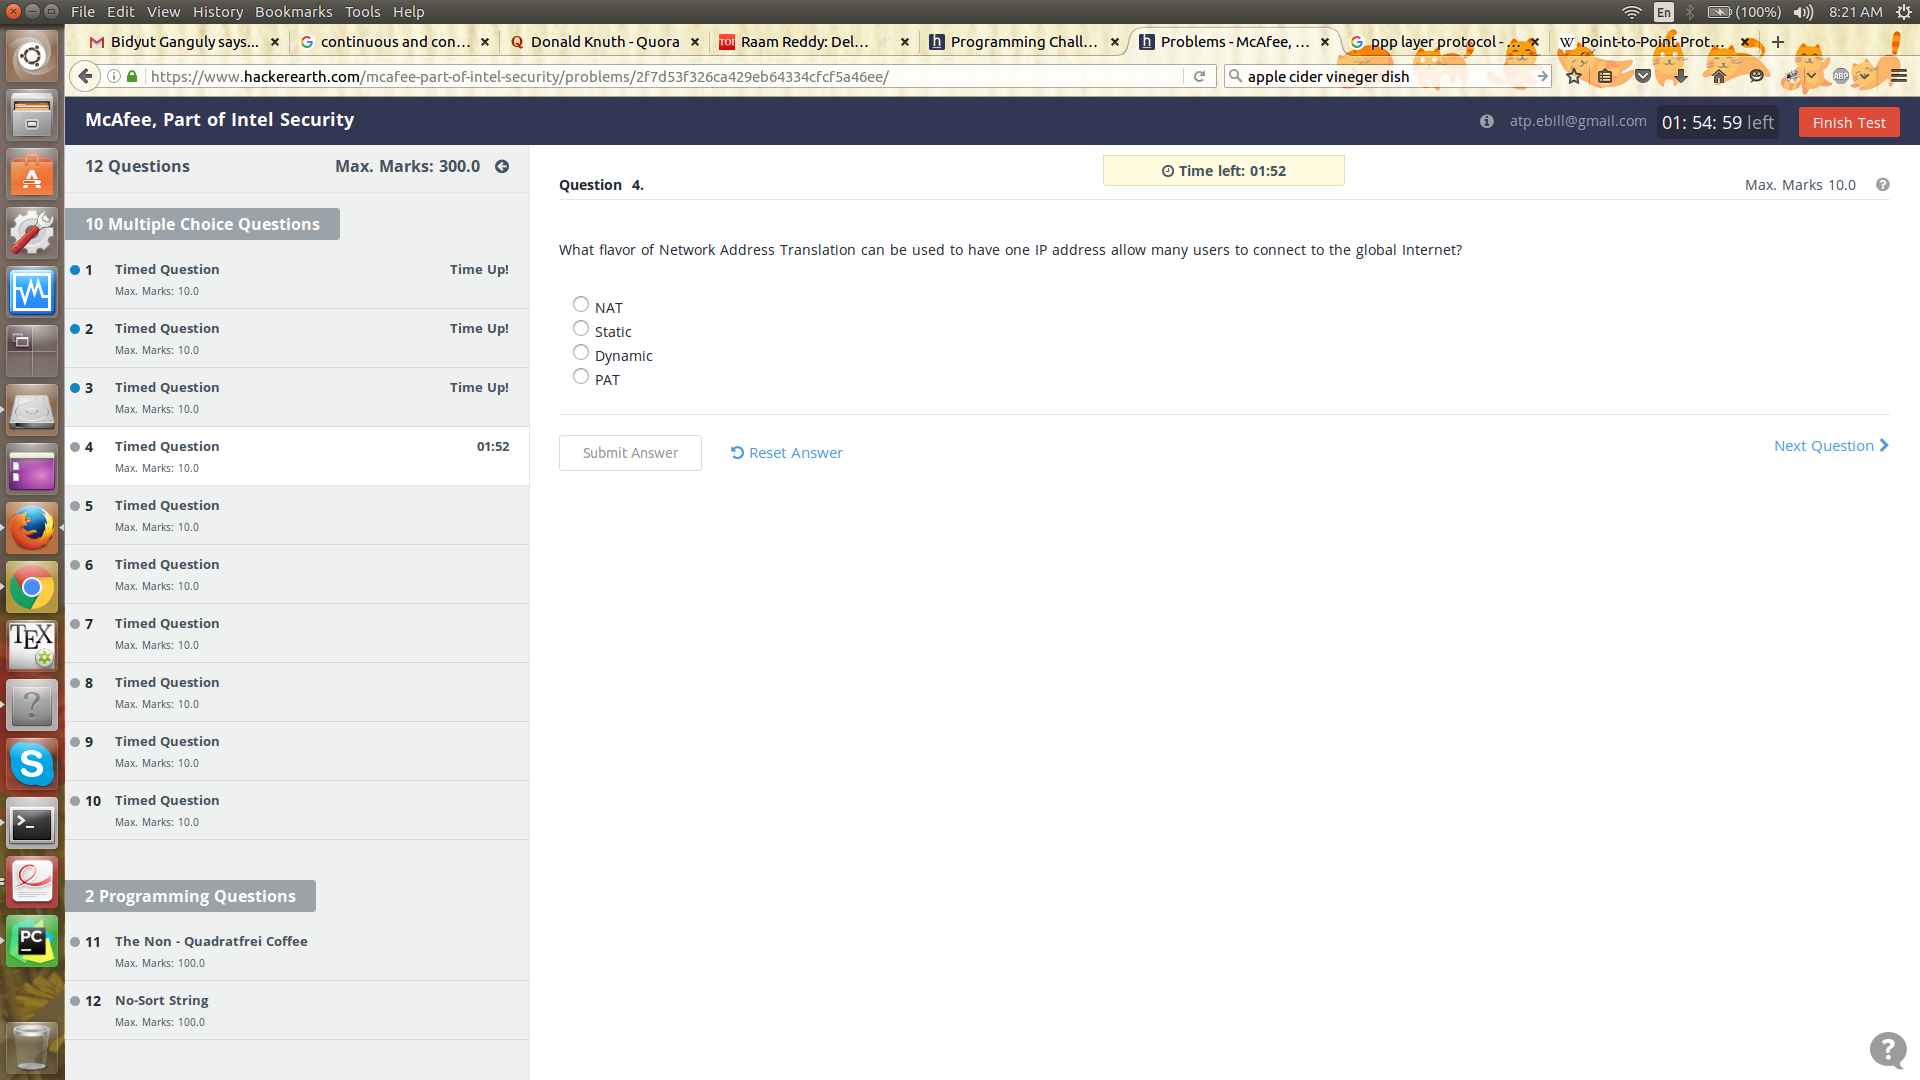 File Edit View History Bookmarks Tools Help
En (100%) 8:21 AM
Bidyut Ganguly says...
continuous and con...
Donald Knuth - Quora
TOI Raam Reddy: Del...
Programming Chall...
Problems - McAfee, ...
ppp layer protocol - ...
Point-to-Point Prot...
https://www.hackerearth.com/mcafee-part-of-intel-security/problems/2f7d53f326ca429eb64334cfcf5a46ee/
apple cider vineger dish
ABP
McAfee, Part of Intel Security
atp.ebill@gmail.com
01: 54: 59 left
Finish Test
12 Questions Max. Marks: 300.0
10 Multiple Choice Questions
1 Timed Question Time Up!
Max. Marks: 10.0
2 Timed Question Time Up!
Max. Marks: 10.0
3 Timed Question Time Up!
Max. Marks: 10.0
4 Timed Question 01:52
Max. Marks: 10.0
5 Timed Question
Max. Marks: 10.0
6 Timed Question
Max. Marks: 10.0
7 Timed Question
Max. Marks: 10.0
8 Timed Question
Max. Marks: 10.0
9 Timed Question
Max. Marks: 10.0
10 Timed Question
Max. Marks: 10.0
2 Programming Questions
11 The Non - Quadratfrei Coffee
Max. Marks: 100.0
12 No-Sort String
Max. Marks: 100.0
Time left: 01:52
Question 4.
Max. Marks 10.0
What flavor of Network Address Translation can be used to have one IP address allow many users to connect to the global Internet?
NAT
Static
Dynamic
PAT
Submit Answer
Reset Answer
Next Question
TEX
PC